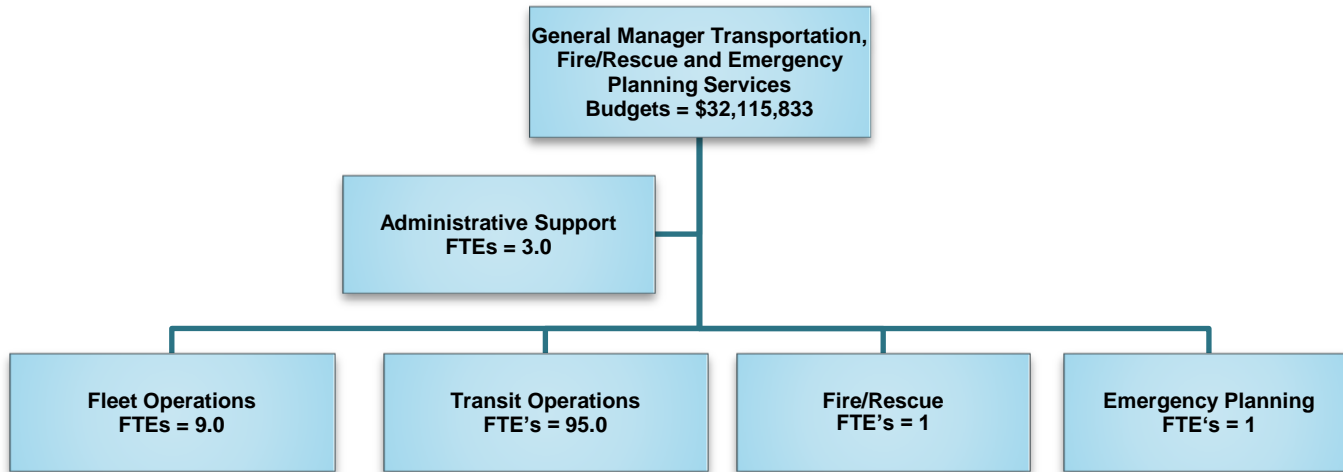 General Manager Transportation,
Fire/Rescue and Emergency
Planning Services
Budgets = $32,115,833
Administrative Support
FTEs = 3.0
Fleet Operations
FTEs = 9.0
Transit Operations
FTE’s = 95.0
Fire/Rescue
FTE’s = 1
Emergency Planning
FTE‘s = 1